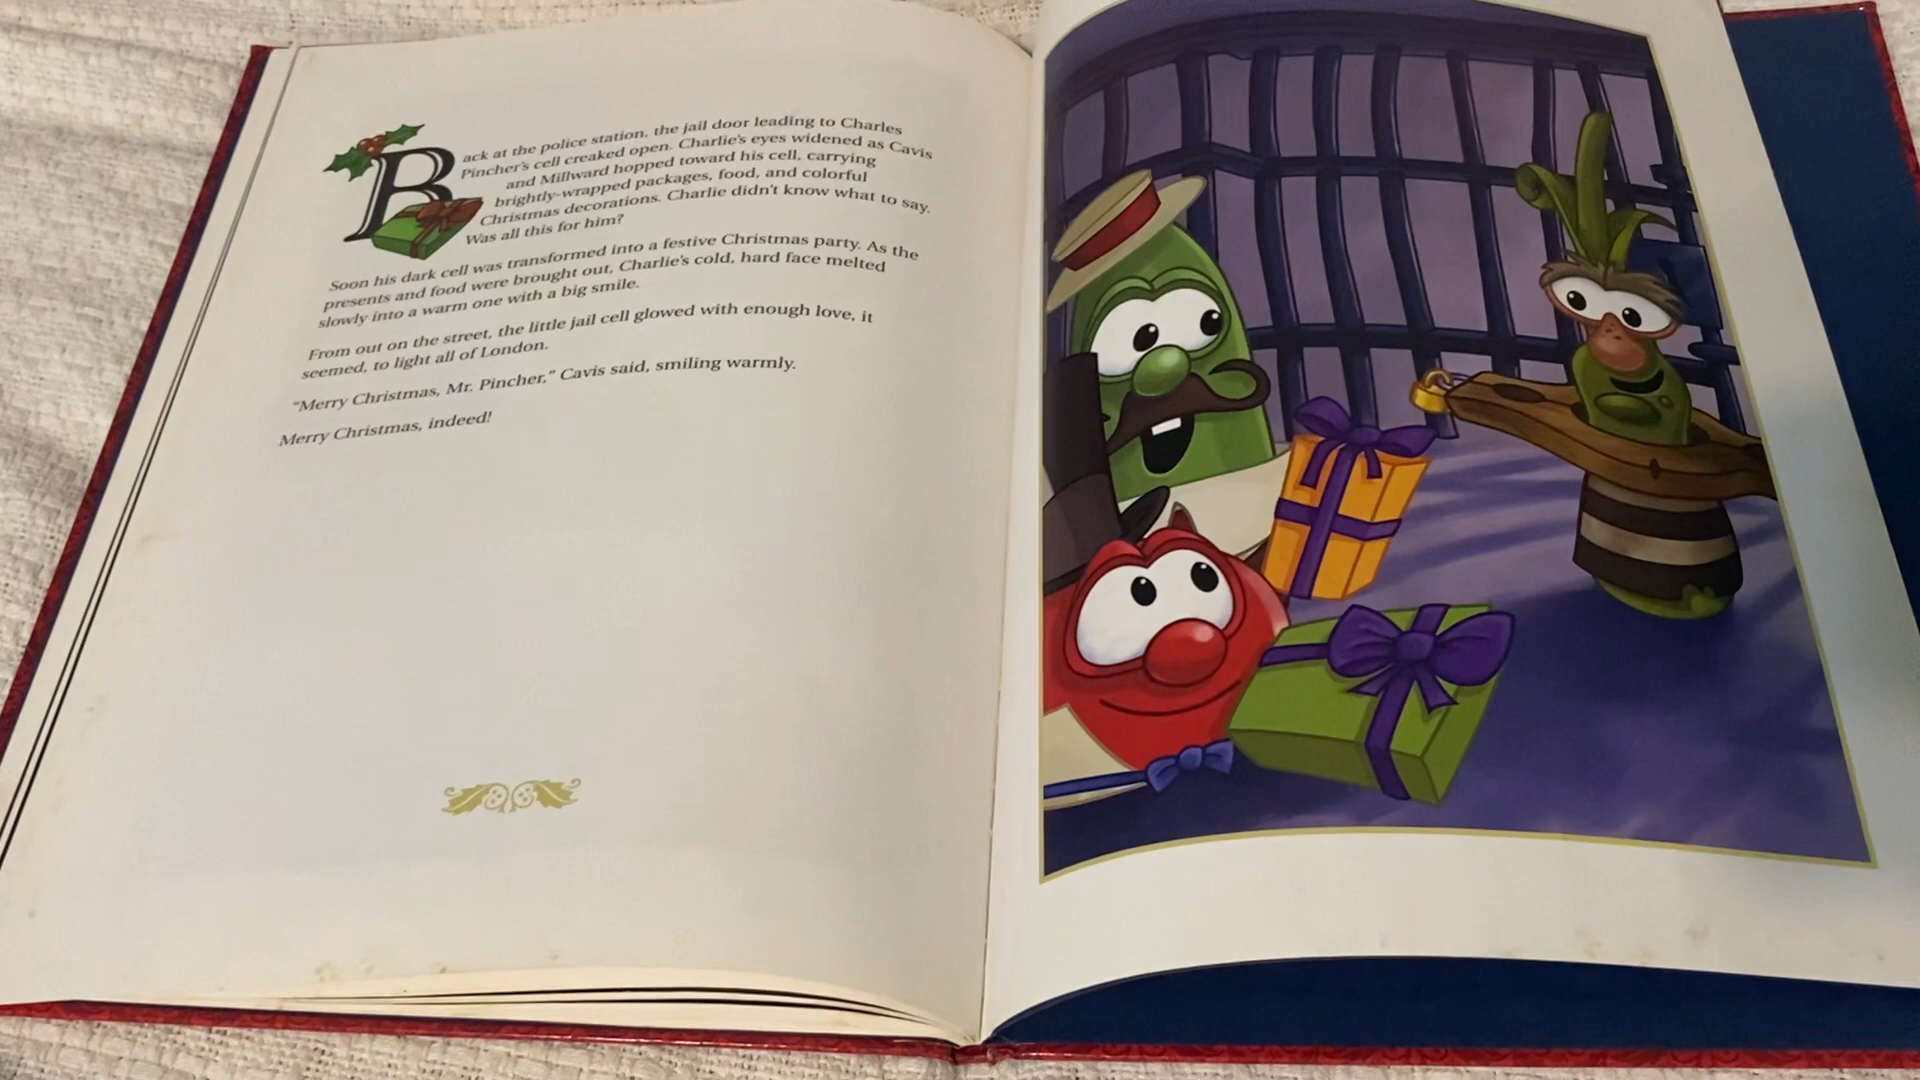 Back at the police station, the jail door leading to Charles
Pincher's cell creaked open. Charlie's eyes widened as Cavis
and Millward hopped toward his cell, carrying
brightly-wrapped packages, food, and colorful
Christmas decorations. Charlie didn't know what to say.
Was all this for him?
Soon his dark cell was transformed into a festive Christmas party. As the
presents and food were brought out, Charlie's cold, hard face melted
slowly into a warm one with a big smile.
From out on the street, the little jail cell glowed with enough love, it
seemed, to light all of London.
"Merry Christmas, Mr. Pincher," Cavis said, smiling warmly.
Merry Christmas, indeed!